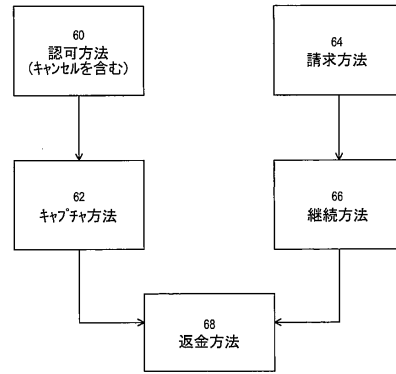 60
認可方法
(キャンセルを含む)
64
請求方法
62
キャプチャ方法
66
継続方法
68
返金方法